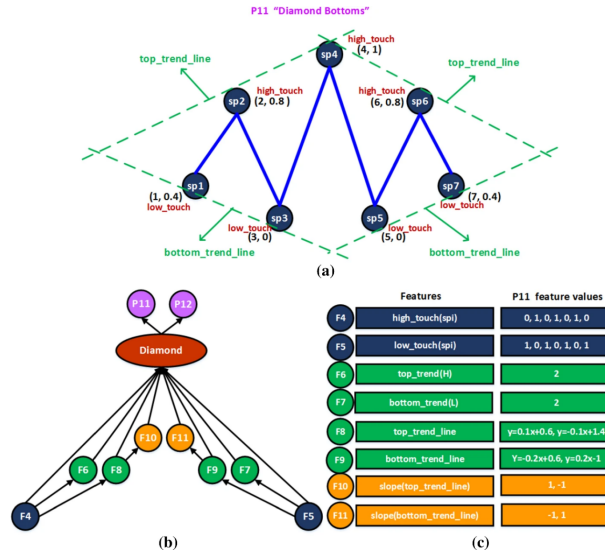 P11 "Diamond Bottoms"
sp4
high_touch
(4, 1)
top_trend_line
top_trend_line
high_touch
sp2
(2, 0.8 )
high_touch
(6, 0.8)
sp6
sp1
(1, 0.4)
low_touch
sp7
(7, 0.4)
low_touch
low_touch
sp3
(3, 0)
low_touch
sp5
(5, 0)
bottom_trend_line
bottom_trend_line
(a)
P11
P12
Diamond
F10
F11
F6
F8
F9
F7
F4
F5
(b)
Features
P11 feature values
F4
high_touch(spi)
0, 1, 0, 1, 0, 1, 0
F5
low_touch(spi)
1, 0, 1, 0, 1, 0, 1
F6
top_trend(H)
2
F7
bottom_trend(L)
2
F8
top_trend_line
y=0.1x+0.6, y=-0.1x+1.4
F9
bottom_trend_line
Y=-0.2x+0.6, y=0.2x-1
F10
slope(top_trend_line)
1, -1
F11
slope(bottom_trend_line)
-1, 1
(c)